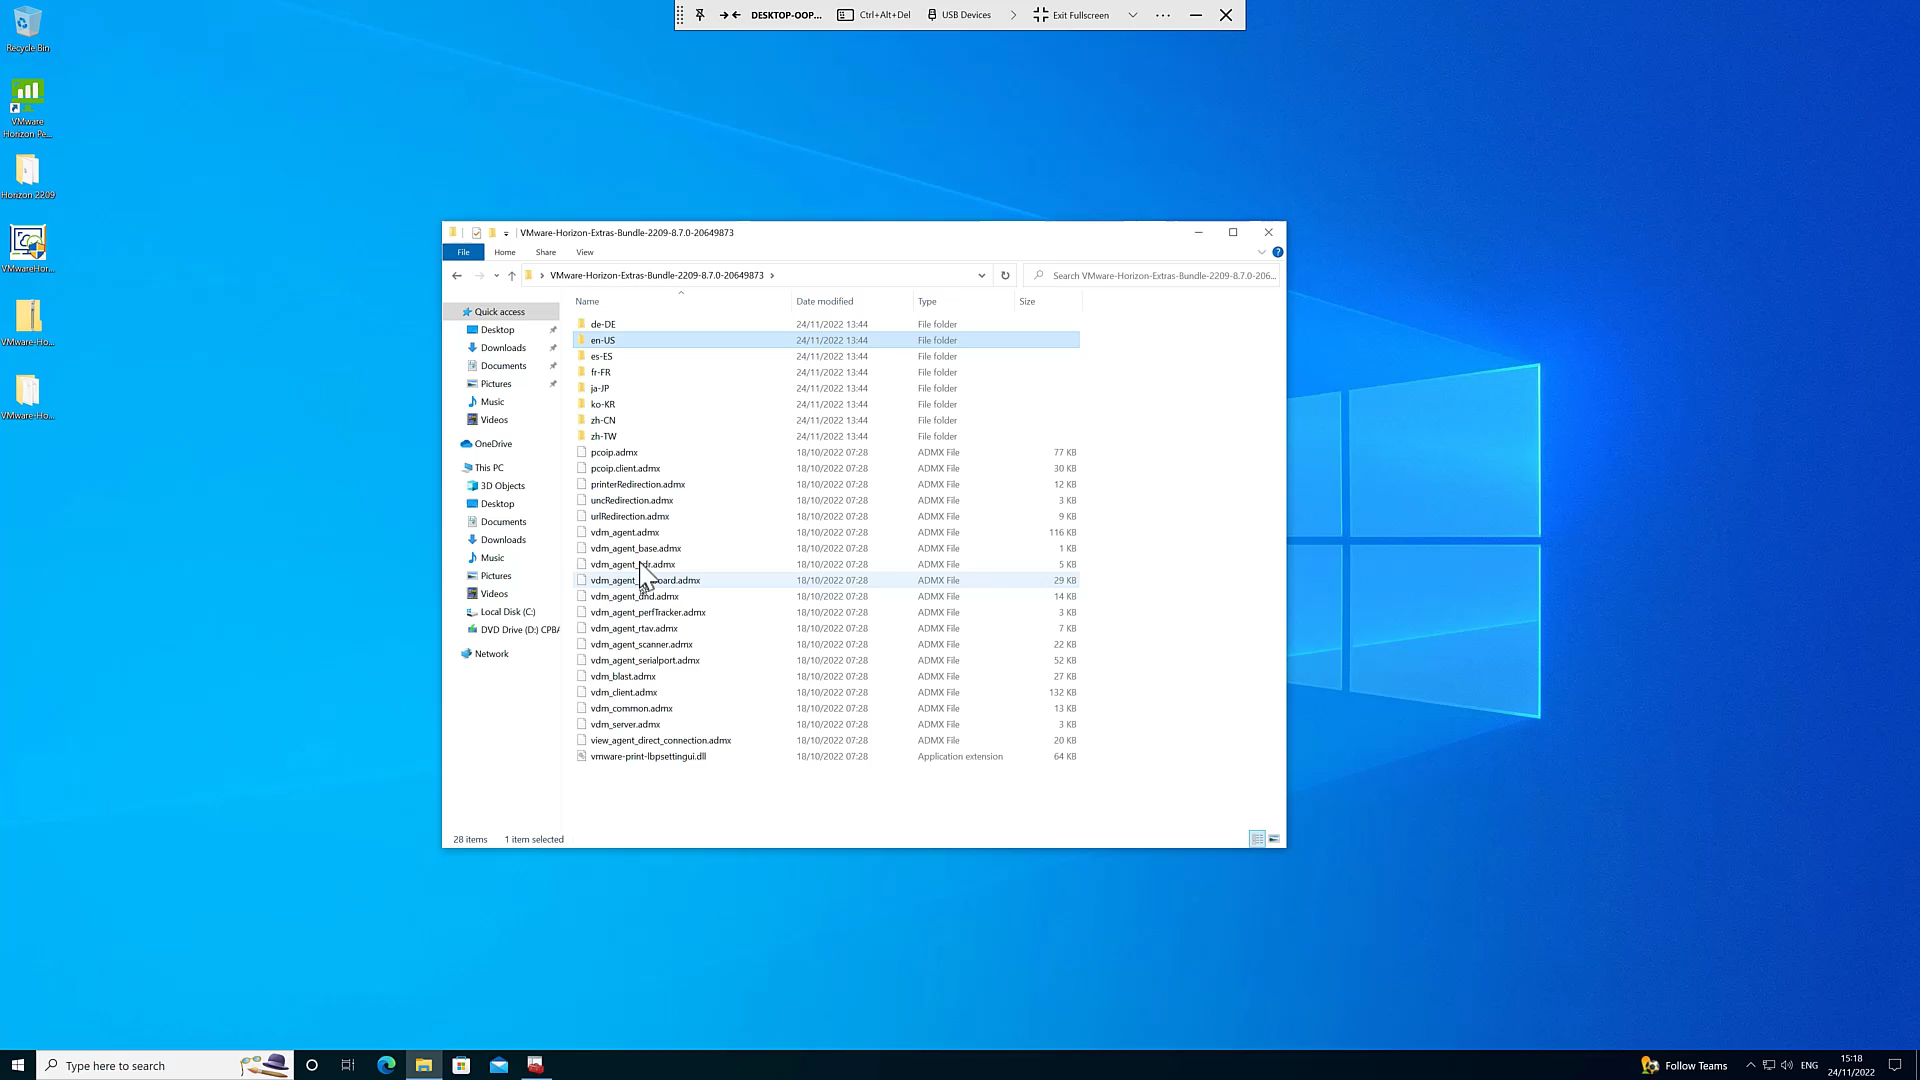 DESKTOP-OOP...
Ctrl+Alt+Del
USB Devices
Exit Fullscreen
Recycle Bin
VMware
Horizon Pe...
Horizon 2209
VMwareHor...
VMware-Ho...
VMware-Ho...
VMware-Horizon-Extras-Bundle-2209-8.7.0-20649873
File Home Share View
VMware-Horizon-Extras-Bundle-2209-8.7.0-20649873
Search VMware-Horizon-Extras-Bundle-2209-8.7.0-206...
Quick access
Desktop
Downloads
Documents
Pictures
Music
Videos
OneDrive
This PC
3D Objects
Desktop
Documents
Downloads
Music
Pictures
Videos
Local Disk (C:)
DVD Drive (D:) CPBA
Network
Name Date modified Type Size
de-DE 24/11/2022 13:44 File folder
en-US 24/11/2022 13:44 File folder
es-ES 24/11/2022 13:44 File folder
fr-FR 24/11/2022 13:44 File folder
ja-JP 24/11/2022 13:44 File folder
ko-KR 24/11/2022 13:44 File folder
zh-CN 24/11/2022 13:44 File folder
zh-TW 24/11/2022 13:44 File folder
pcoip.admx 18/10/2022 07:28 ADMX File 77 KB
pcoip.client.admx 18/10/2022 07:28 ADMX File 30 KB
printerRedirection.admx 18/10/2022 07:28 ADMX File 12 KB
uncRedirection.admx 18/10/2022 07:28 ADMX File 3 KB
urlRedirection.admx 18/10/2022 07:28 ADMX File 9 KB
vdm_agent.admx 18/10/2022 07:28 ADMX File 116 KB
vdm_agent_base.admx 18/10/2022 07:28 ADMX File 1 KB
18/10/2022 07:28 ADMX File 5 KB
18/10/2022 07:28 ADMX File 29 KB
vdm_agent_dnd.admx 18/10/2022 07:28 ADMX File 14 KB
vdm_agent_perfTracker.admx 18/10/2022 07:28 ADMX File 3 KB
vdm_agent_rtav.admx 18/10/2022 07:28 ADMX File 7 KB
vdm_agent_scanner.admx 18/10/2022 07:28 ADMX File 22 KB
vdm_agent_serialport.admx 18/10/2022 07:28 ADMX File 52 KB
vdm_blast.admx 18/10/2022 07:28 ADMX File 27 KB
vdm_client.admx 18/10/2022 07:28 ADMX File 132 KB
vdm_common.admx 18/10/2022 07:28 ADMX File 13 KB
vdm_server.admx 18/10/2022 07:28 ADMX File 3 KB
view_agent_direct_connection.admx 18/10/2022 07:28 ADMX File 20 KB
vmware-print-lbpsettingui.dll 18/10/2022 07:28 Application extension 64 KB
28 items 1 item selected
Type here to search
Follow Teams
ENG
15:18
24/11/2022